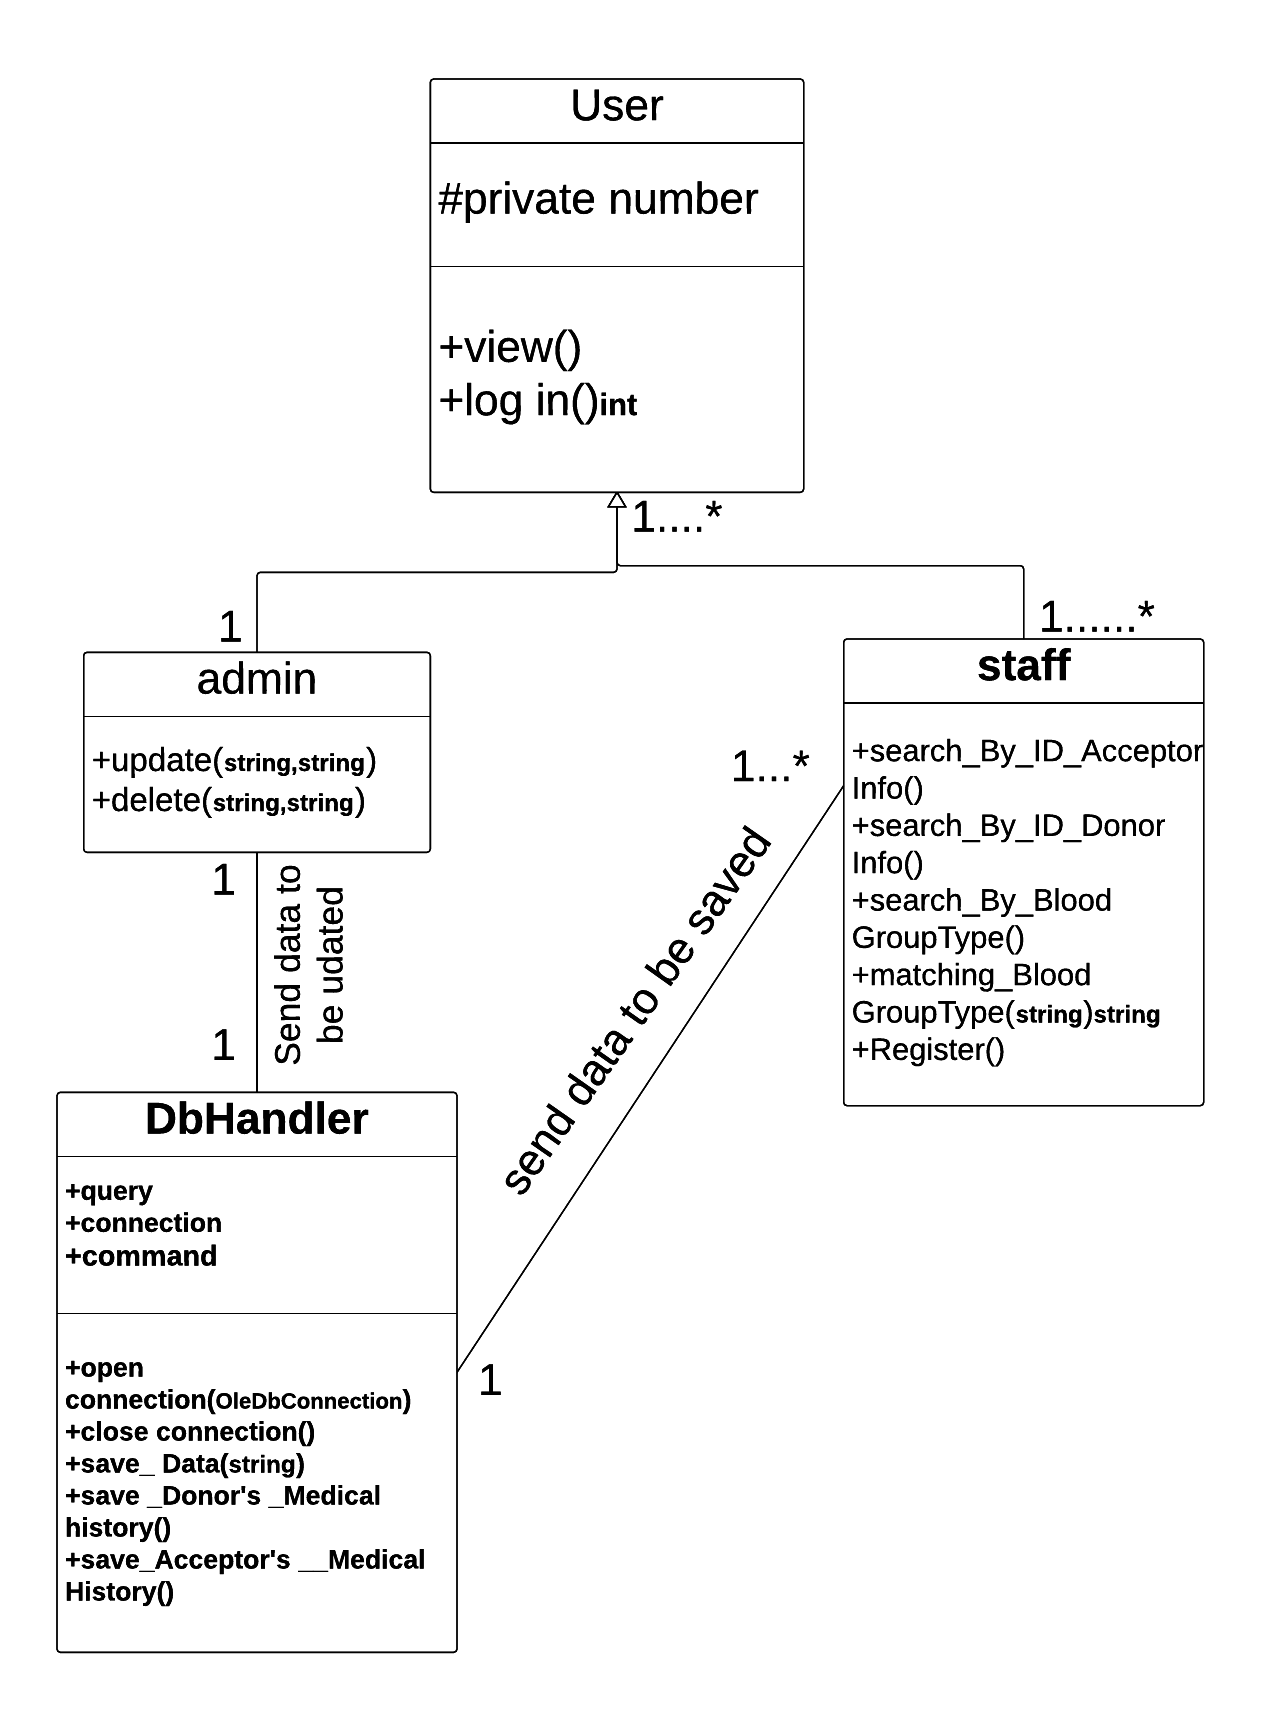 User
#private number
+view()
+log in()int
1....*
1
1......*
admin
+update(string,string)
+delete(string,string)
staff
+search_By_ID_Acceptor
Info()
+search_By_ID_Donor
Info()
+search_By_Blood
GroupType()
+matching_Blood
GroupType(string)string
+Register()
1...*
1
Send data to
be udated
1
send data to be saved
1
DbHandler
+query
+connection
+command
+open
connection(OleDbConnection)
+close connection()
+save_ Data(string)
+save _Donor's _Medical
history()
+save_Acceptor's __Medical
History()